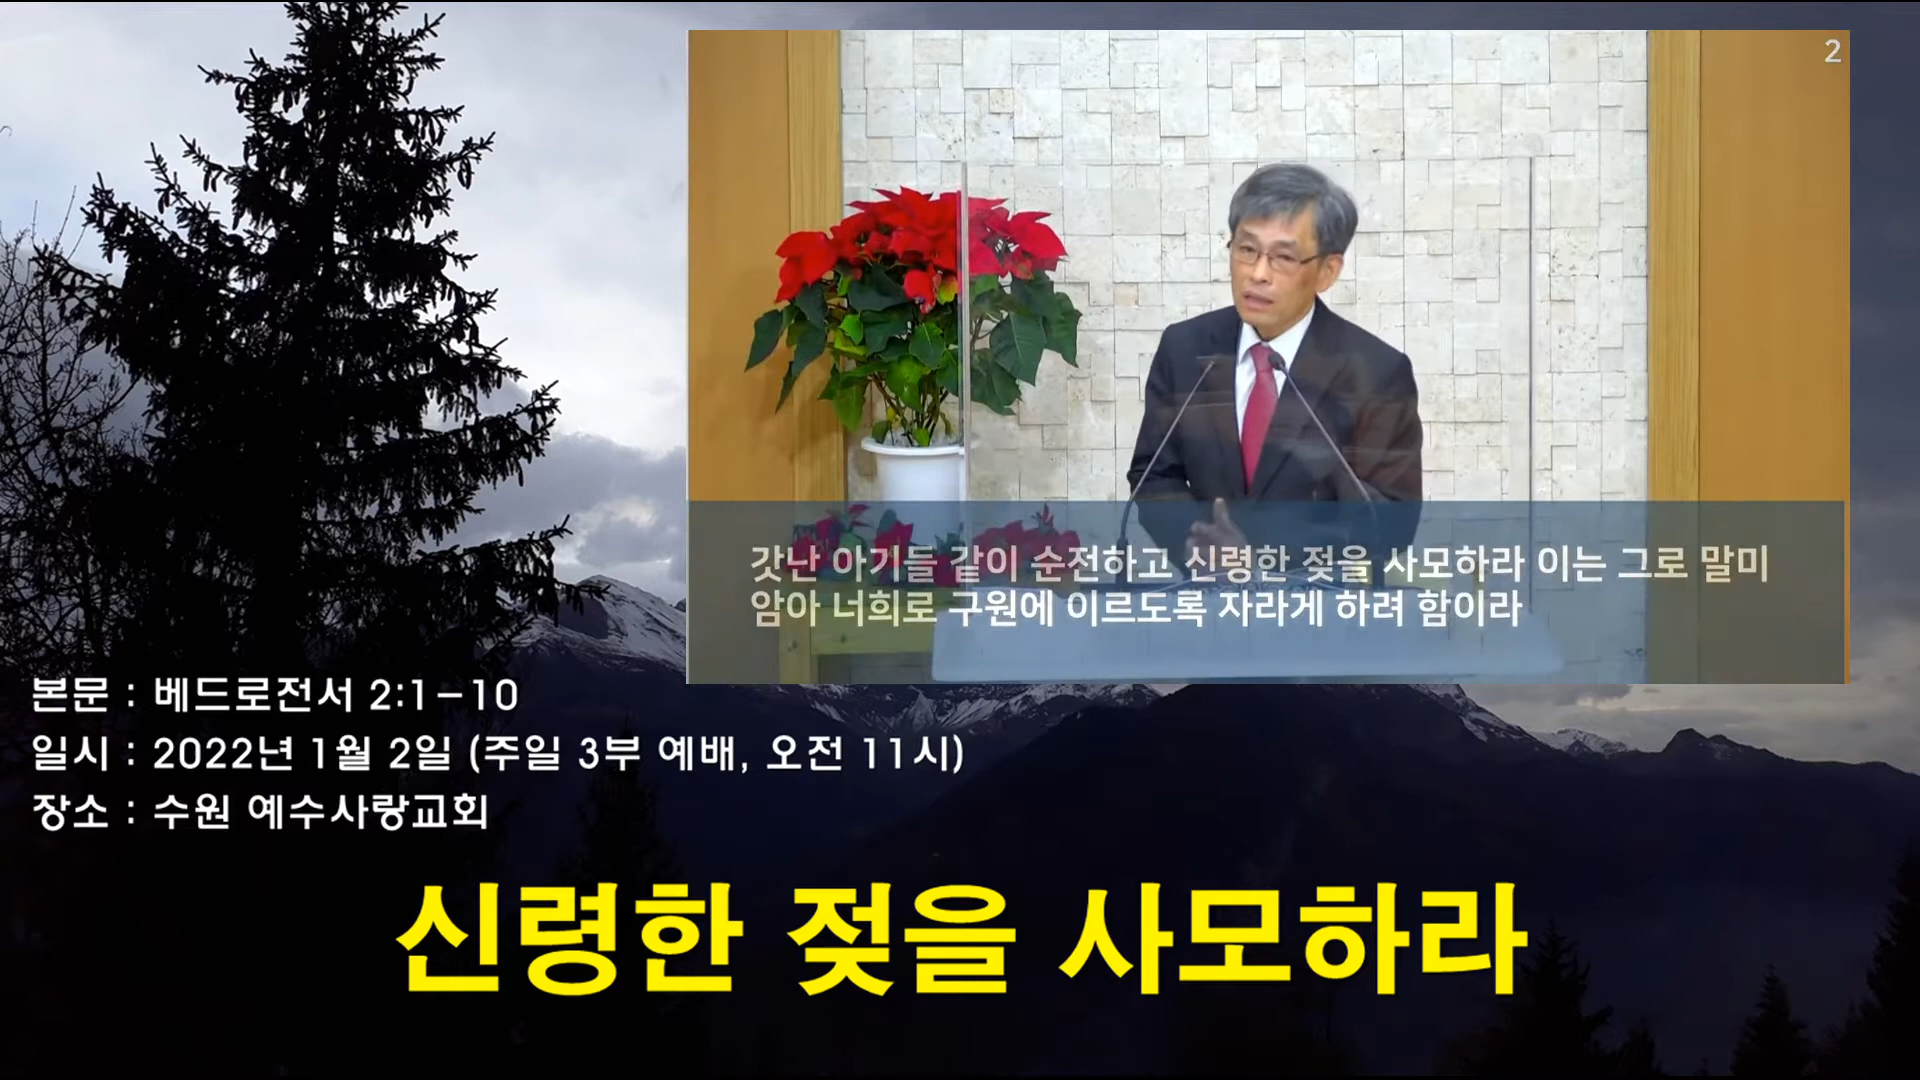 2
갓난 아기들 같이 순전하고 신령한 젖을 사모하라 이는 그로 말미
암아 너희로 구원에 이르도록 자라게 하려 함이라
본문 : 베드로전서 2:1-10
일시 : 2022년 1월 2일 (주일 3부 예배, 오전 11시)
장소 : 수원 예수사랑교회
신령한 젖을 사모하라